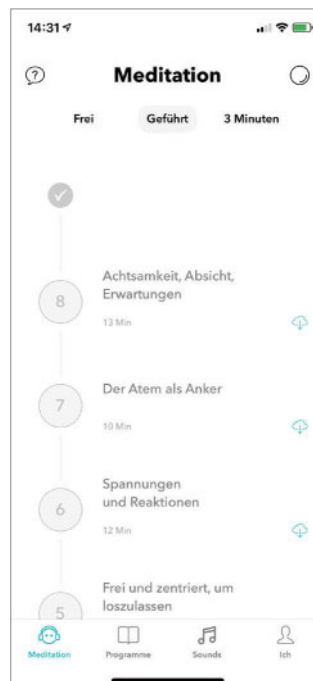 14:31
Meditation
Frei Geführt 3 Minuten
8
Achtsamkeit, Absicht,
Erwartungen
13 Min
7
Der Atem als Anker
10 Min
6
Spannungen
und Reaktionen
12 Min
5
Frei und zentriert, um
loszulassen
Meditation Programme Sounds Ich